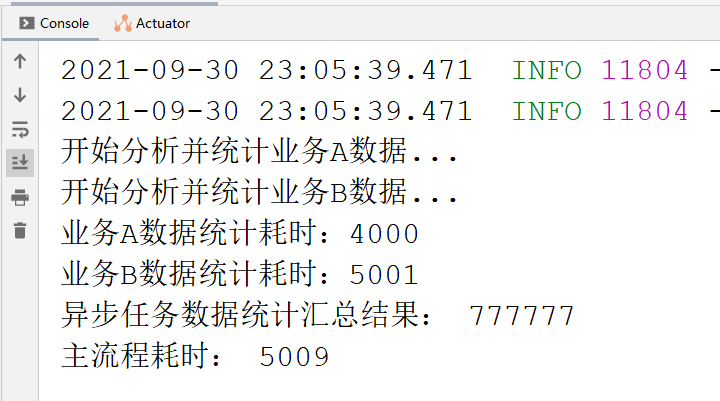 Console Actuator
2021-09-30 23:05:39.471 INFO 11804 -
2021-09-30 23:05:39.471 INFO 11804 -
开始分析并统计业务A数据...
开始分析并统计业务B数据...
业务A数据统计耗时：4000
业务B数据统计耗时：5001
异步任务数据统计汇总结果： 777777
主流程耗时： 5009